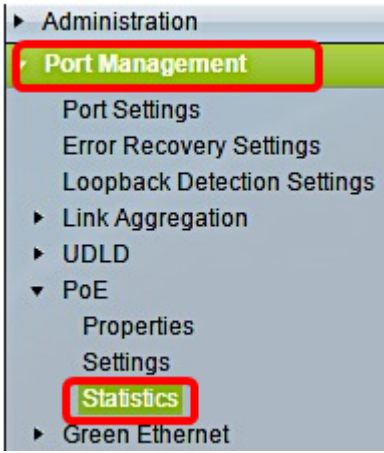 Administration
Port Management
Port Settings
Error Recovery Settings
Loopback Detection Settings
Link Aggregation
UDLD
PoE
Properties
Settings
Statistics
Green Ethernet